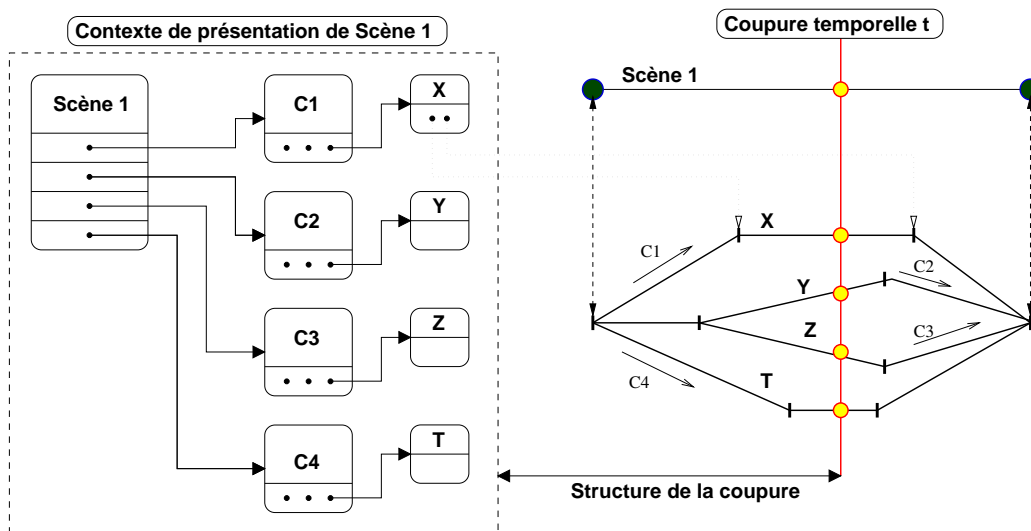 Contexte de présentation de Scène 1
Coupure temporelle t
Scène 1
C1
X
C2
Y
C3
Z
C4
T
Scène 1
X
C1
C2
Y
Z
C3
C4
T
Structure de la coupure